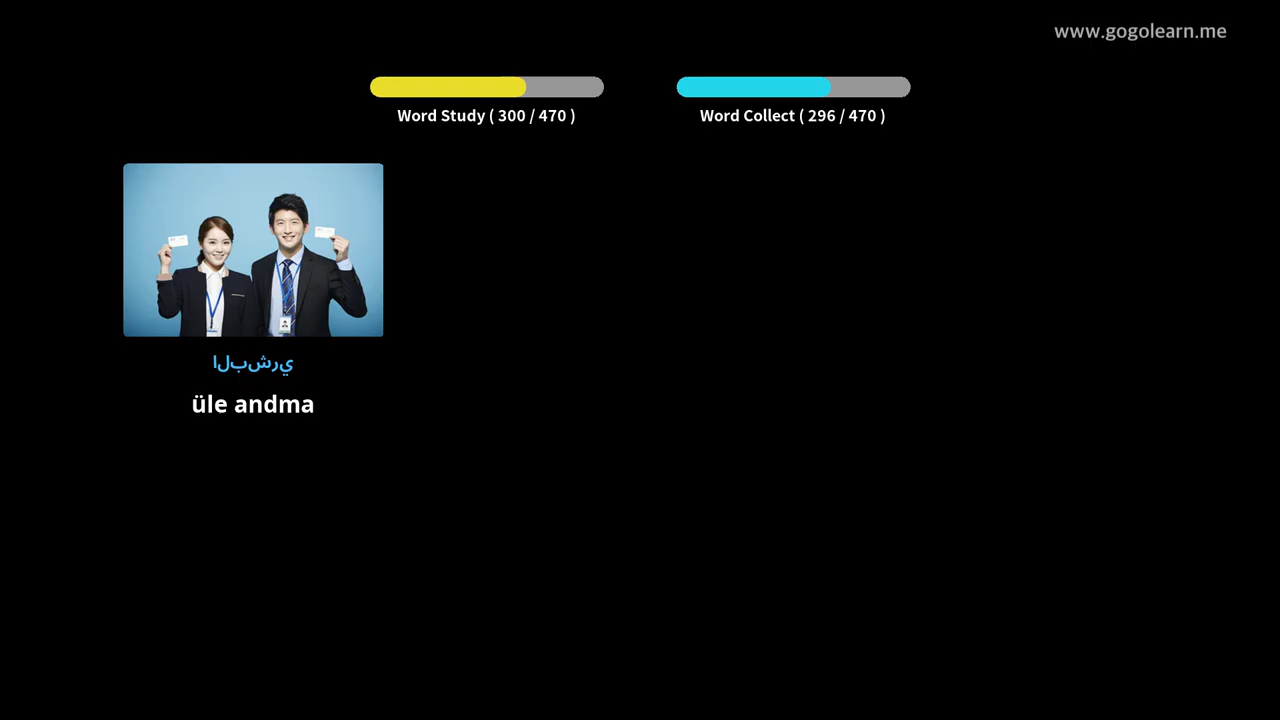 www.gogolearn.me
Word Study ( 300 / 470 )
Word Collect ( 296 / 470 )
البشري
üle andma